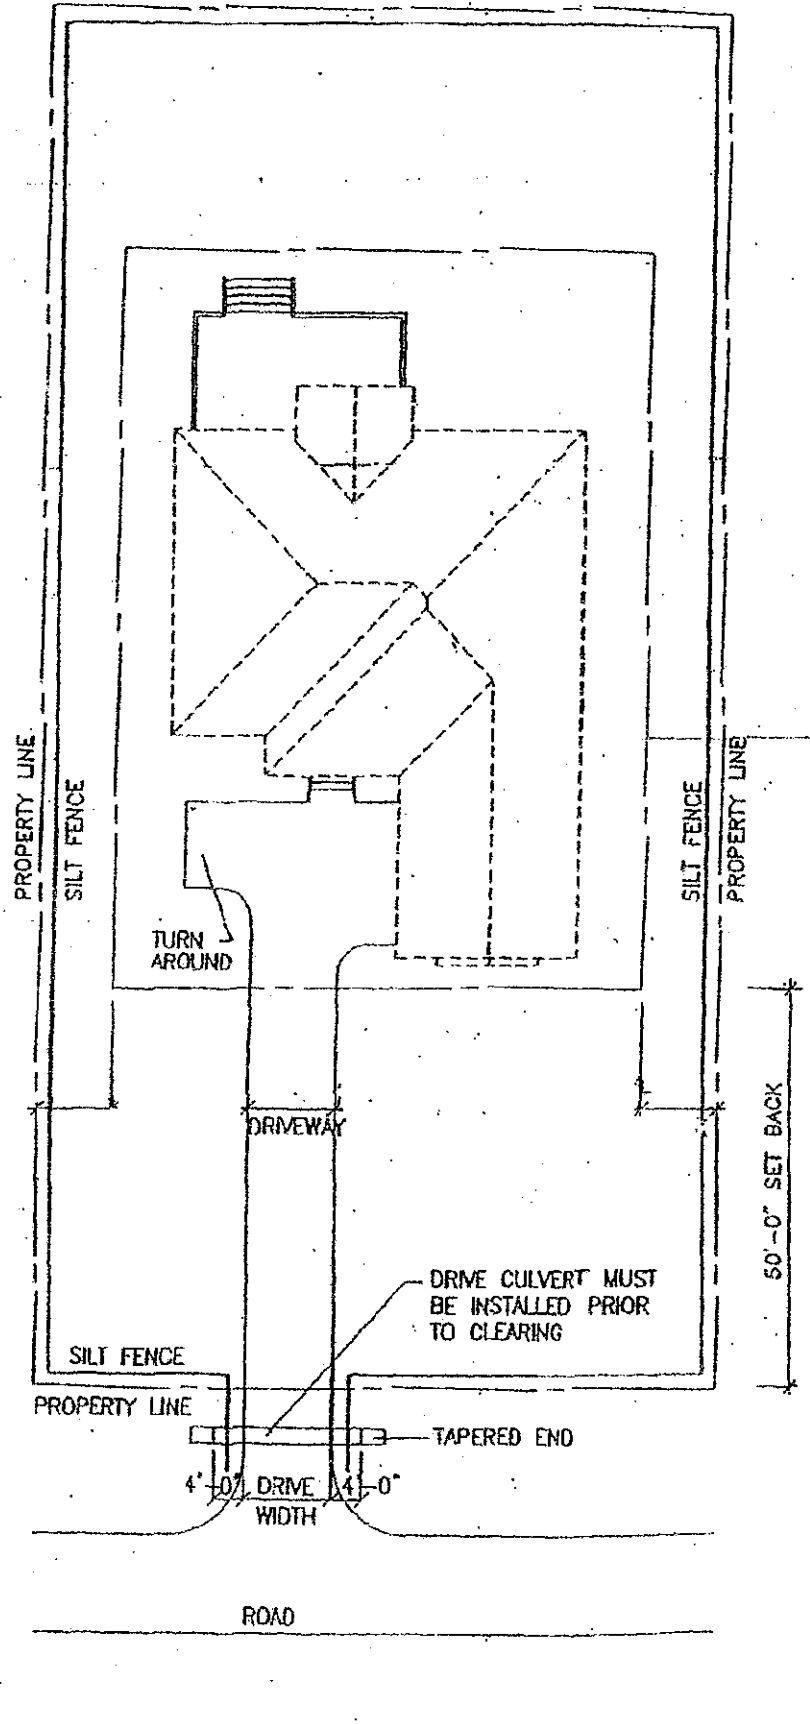 PROPERTY LINE
SILT FENCE
SILT FENCE
PROPERTY LINE
TURN
AROUND
DRIVEWAY
50'-0" SET BACK
DRIVE CULVERT MUST
BE INSTALLED PRIOR
TO CLEARING
SILT FENCE
PROPERTY LINE
TAPERED END
4'-0" DRIVE 4'-0"
WIDTH
ROAD